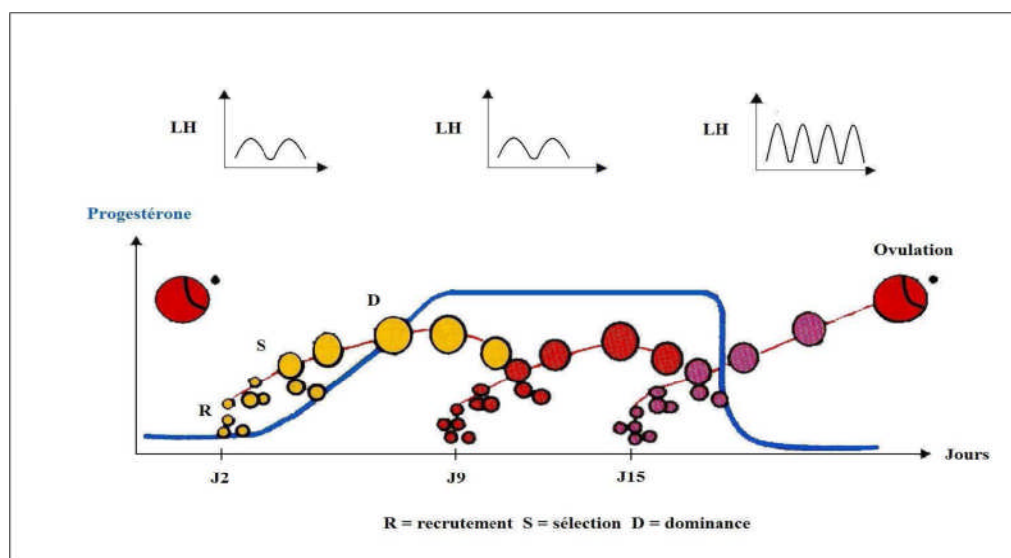 LH
LH
LH
Progestérone
Ovulation
D
S
R
Jours
J2
J9
J15
R = recrutement S = sélection D = dominance